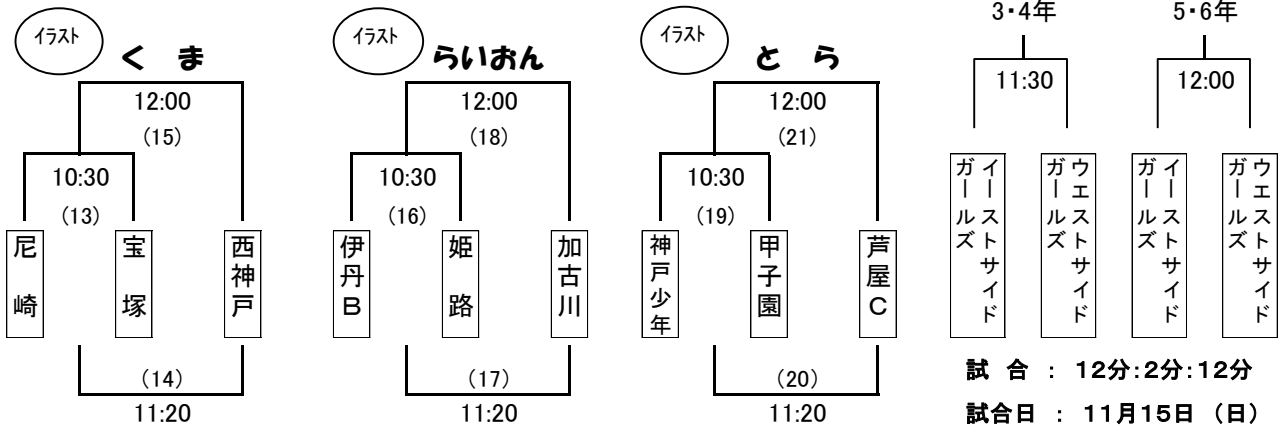 イラスト
く ま
12:00
(15)
10:30
(13)
尼 崎
宝 塚
西神戸
(14)
11:20
イラスト
らいおん
12:00
(18)
10:30
(16)
伊丹B
姫 路
加古川
(17)
11:20
イラスト
と ら
12:00
(21)
10:30
(19)
神戸少年
甲子園
芦屋C
(20)
11:20
3・4年
11:30
イーストサイド
ガールズ
ウエストサイド
ガールズ
5・6年
12:00
イーストサイド
ガールズ
ウエストサイド
ガールズ
試 合 : 12分:2分:12分
試合日 : 11月15日 (日)